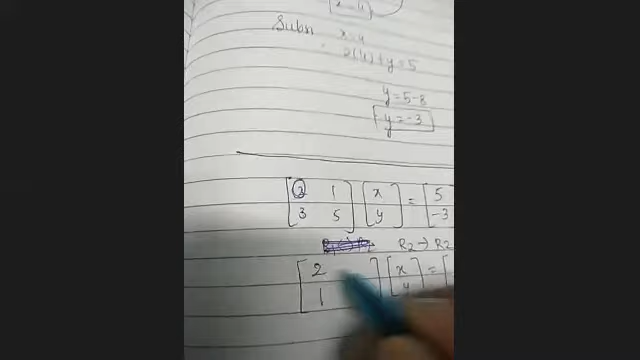 Subn x=4
2(4)+y=5
y=5-8
y=-3
[2 1
3 5] [x
y] = [5
-3
R2→R2
[2
1 ] [x
y] = [